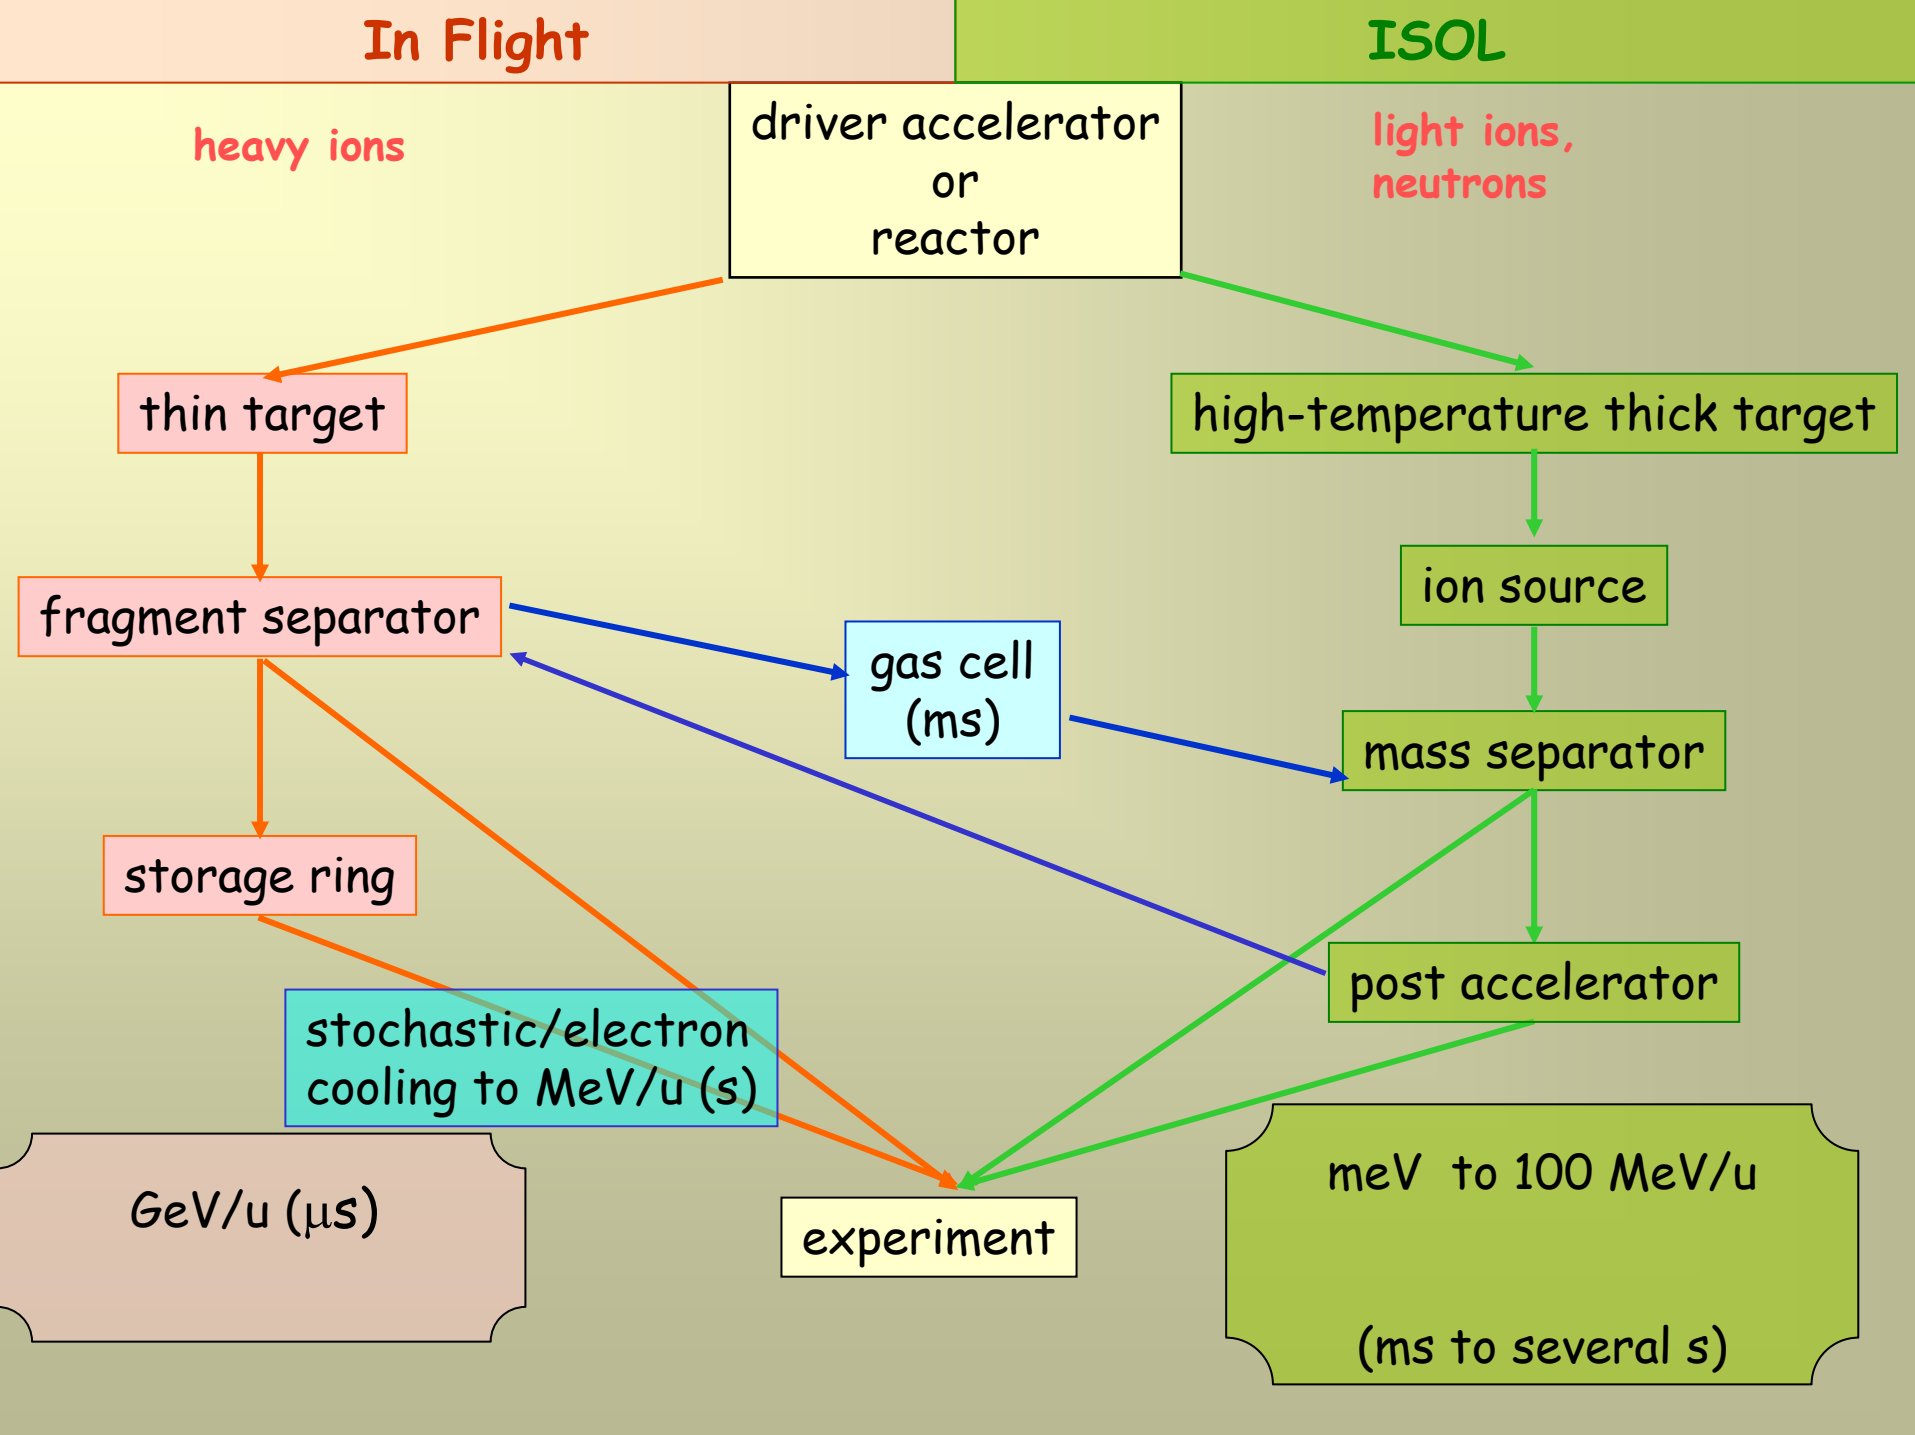 In Flight
ISOL
heavy ions
driver accelerator
or
reactor
light ions,
neutrons
thin target
high-temperature thick target
fragment separator
ion source
gas cell
(ms)
mass separator
storage ring
post accelerator
stochastic/electron
cooling to MeV/u (s)
GeV/u (μs)
experiment
meV to 100 MeV/u
(ms to several s)